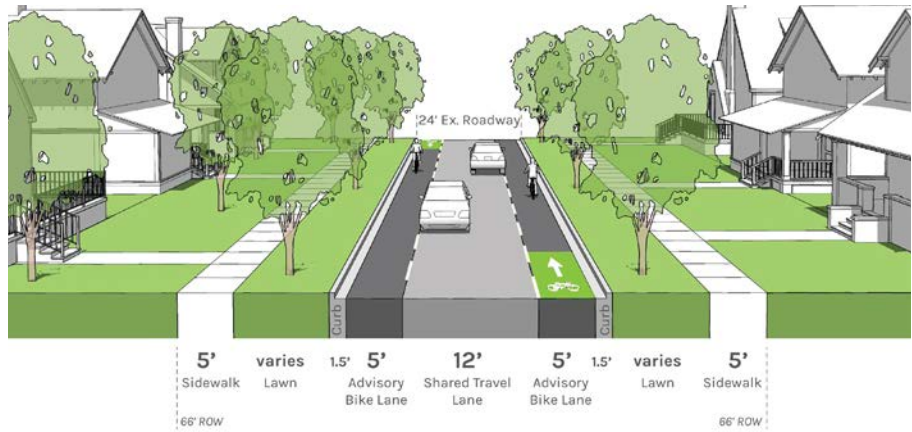 24' Ex. Roadway
Curb
Curb
5' varies 1.5' 5' 12' 5' 1.5' varies 5'
Sidewalk Lawn Advisory Shared Travel Advisory Lawn Sidewalk
Bike Lane Lane Bike Lane
66' ROW 66' ROW